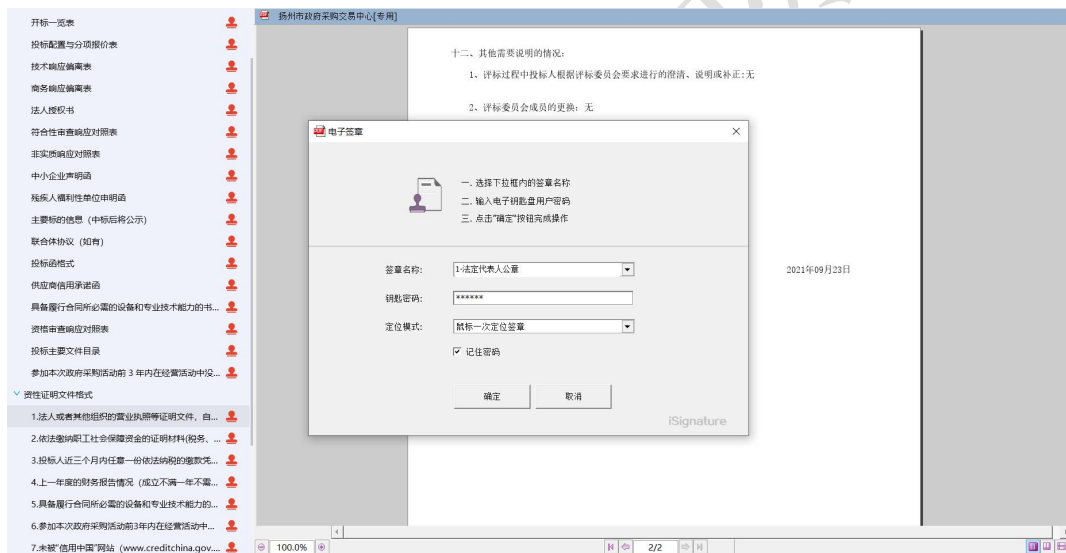 开标一览表
投标配置与分项报价表
技术响应偏离表
商务响应偏离表
法人授权书
符合性审查响应对照表
非实质响应对照表
中小企业声明函
残疾人福利性单位申明函
主要标的信息（中标后将公示）
联合体协议（如有）
投标函格式
供应商信用承诺函
具备履行合同所必需的设备和专业技术能力的书...
资格审查响应对照表
投标主要文件目录
参加本次政府采购活动前 3 年内在经营活动中没...
资性证明文件格式
1.法人或者其他组织的营业执照等证明文件，自...
2.依法缴纳职工社会保障资金的证明材料(税务、...
3.投标人近三个月内任意一份依法纳税的缴款凭...
4.上一年度的财务报告情况（成立不满一年不需...
5.具备履行合同所必需的设备和专业技术能力的...
6.参加本次政府采购活动前3年内在经营活动中...
7.未被"信用中国"网站（www.creditchina.gov....
扬州市政府采购交易中心[专用]
十二、其他需要说明的情况：
1、评标过程中投标人根据评标委员会要求进行的澄清、说明或补正：无
2、评标委员会成员的更换：无
电子签章
一. 选择下拉框内的签章名称
二. 输入电子钥匙盘用户密码
三. 点击"确定"按钮完成操作
签章名称: 1-法定代表人公章
钥匙密码: ******
定位模式: 鼠标一次定位签章
记住密码
确定 取消
iSignature
2021年09月23日
100.0% 2/2